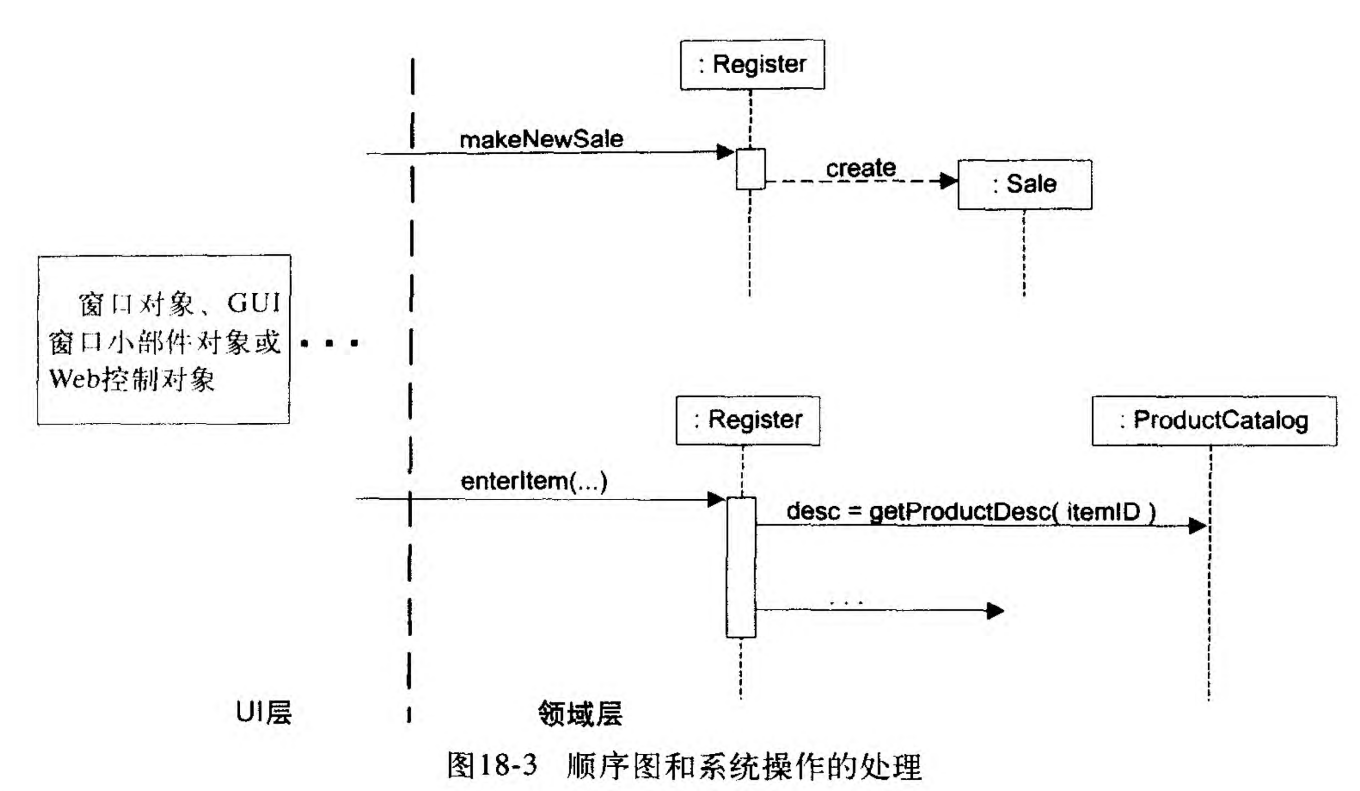 : Register
makeNewSale
create
: Sale
窗口对象、GUI
窗口小部件对象或
Web控制对象
: Register
: ProductCatalog
enterItem(...)
desc = getProductDesc( itemID )
. . .
UI层
领域层
图18-3 顺序图和系统操作的处理